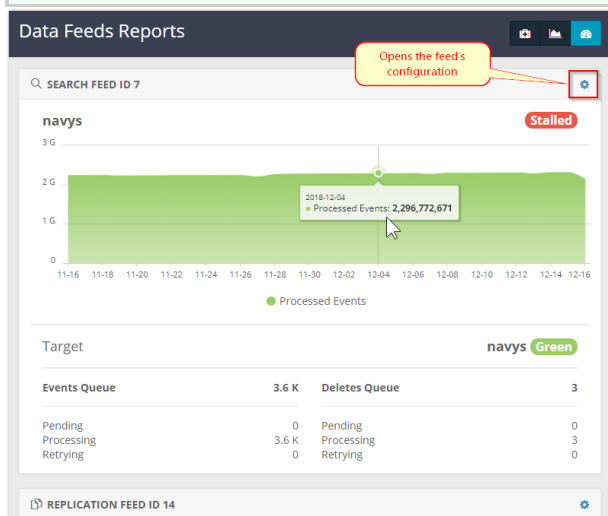 Data Feeds Reports
Opens the feed's
configuration
SEARCH FEED ID 7
navys Stalled
3 G
2 G
1 G
0
2018-12-04
Processed Events: 2,296,772,671
11-16 11-18 11-20 11-22 11-24 11-26 11-28 11-30 12-02 12-04 12-06 12-08 12-10 12-12 12-14 12-16
Processed Events
Target navys Green
Events Queue 3.6 K Deletes Queue 3
Pending 0 Pending 0
Processing 3.6 K Processing 3
Retrying 0 Retrying 0
REPLICATION FEED ID 14